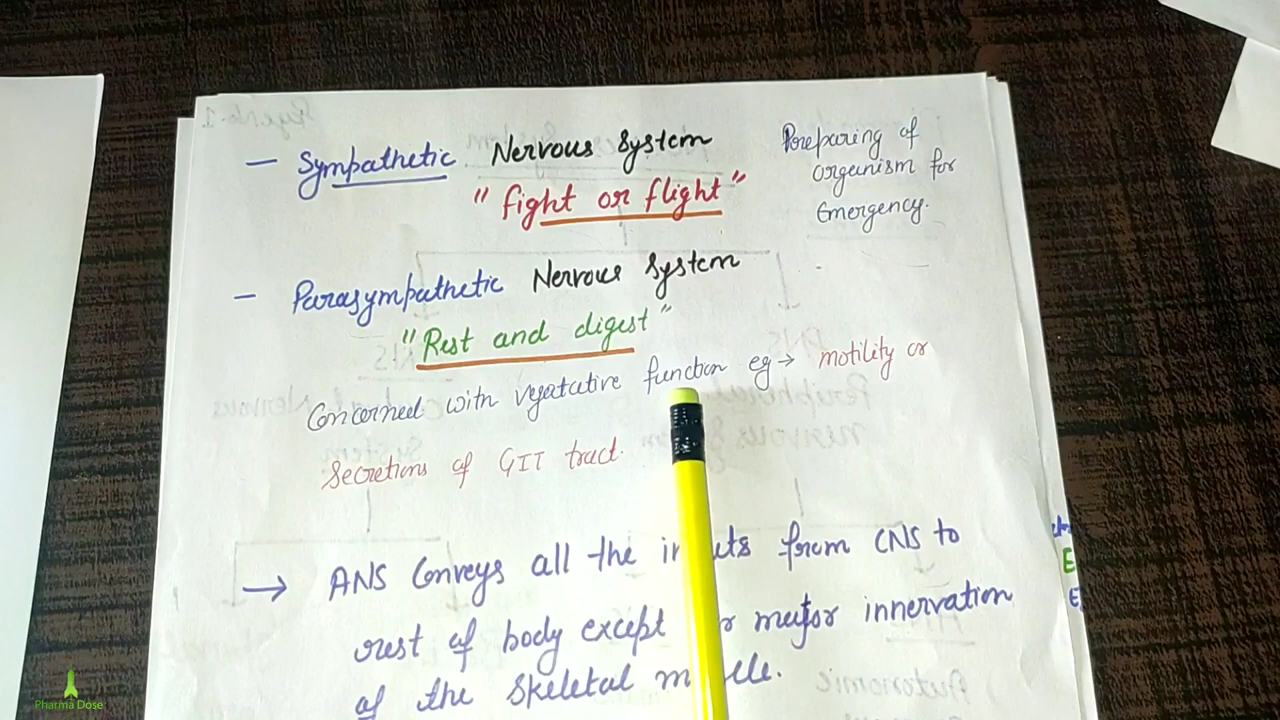 — Sympathetic Nervous System
"fight or flight"
Preparing of
organism for
Emergency.
– Parasympathetic Nervous System
"Rest and digest"
Concerned with vegatative function eg → motility or
Secretions of GIT tract.
→ ANS Conveys all the from CNS to
rest of body except motor innervation
of the Skeletal
Pharma Dose